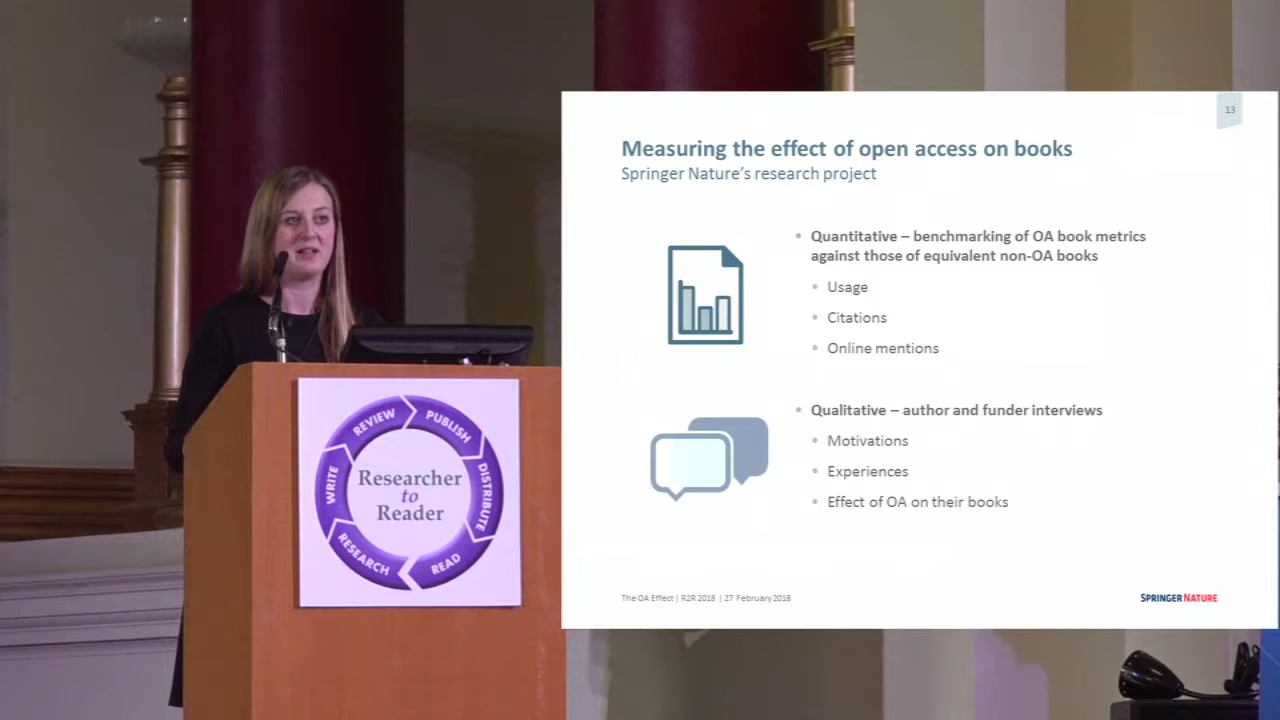 13
Measuring the effect of open access on books
Springer Nature's research project
• Quantitative – benchmarking of OA book metrics
against those of equivalent non-OA books
• Usage
• Citations
• Online mentions
• Qualitative – author and funder interviews
• Motivations
• Experiences
• Effect of OA on their books
The OA Effect | R2R 2018 | 27 February 2018
SPRINGER NATURE
REVIEW
PUBLISH
DISTRIBUTE
READ
RESEARCH
WRITE
Researcher
to
Reader